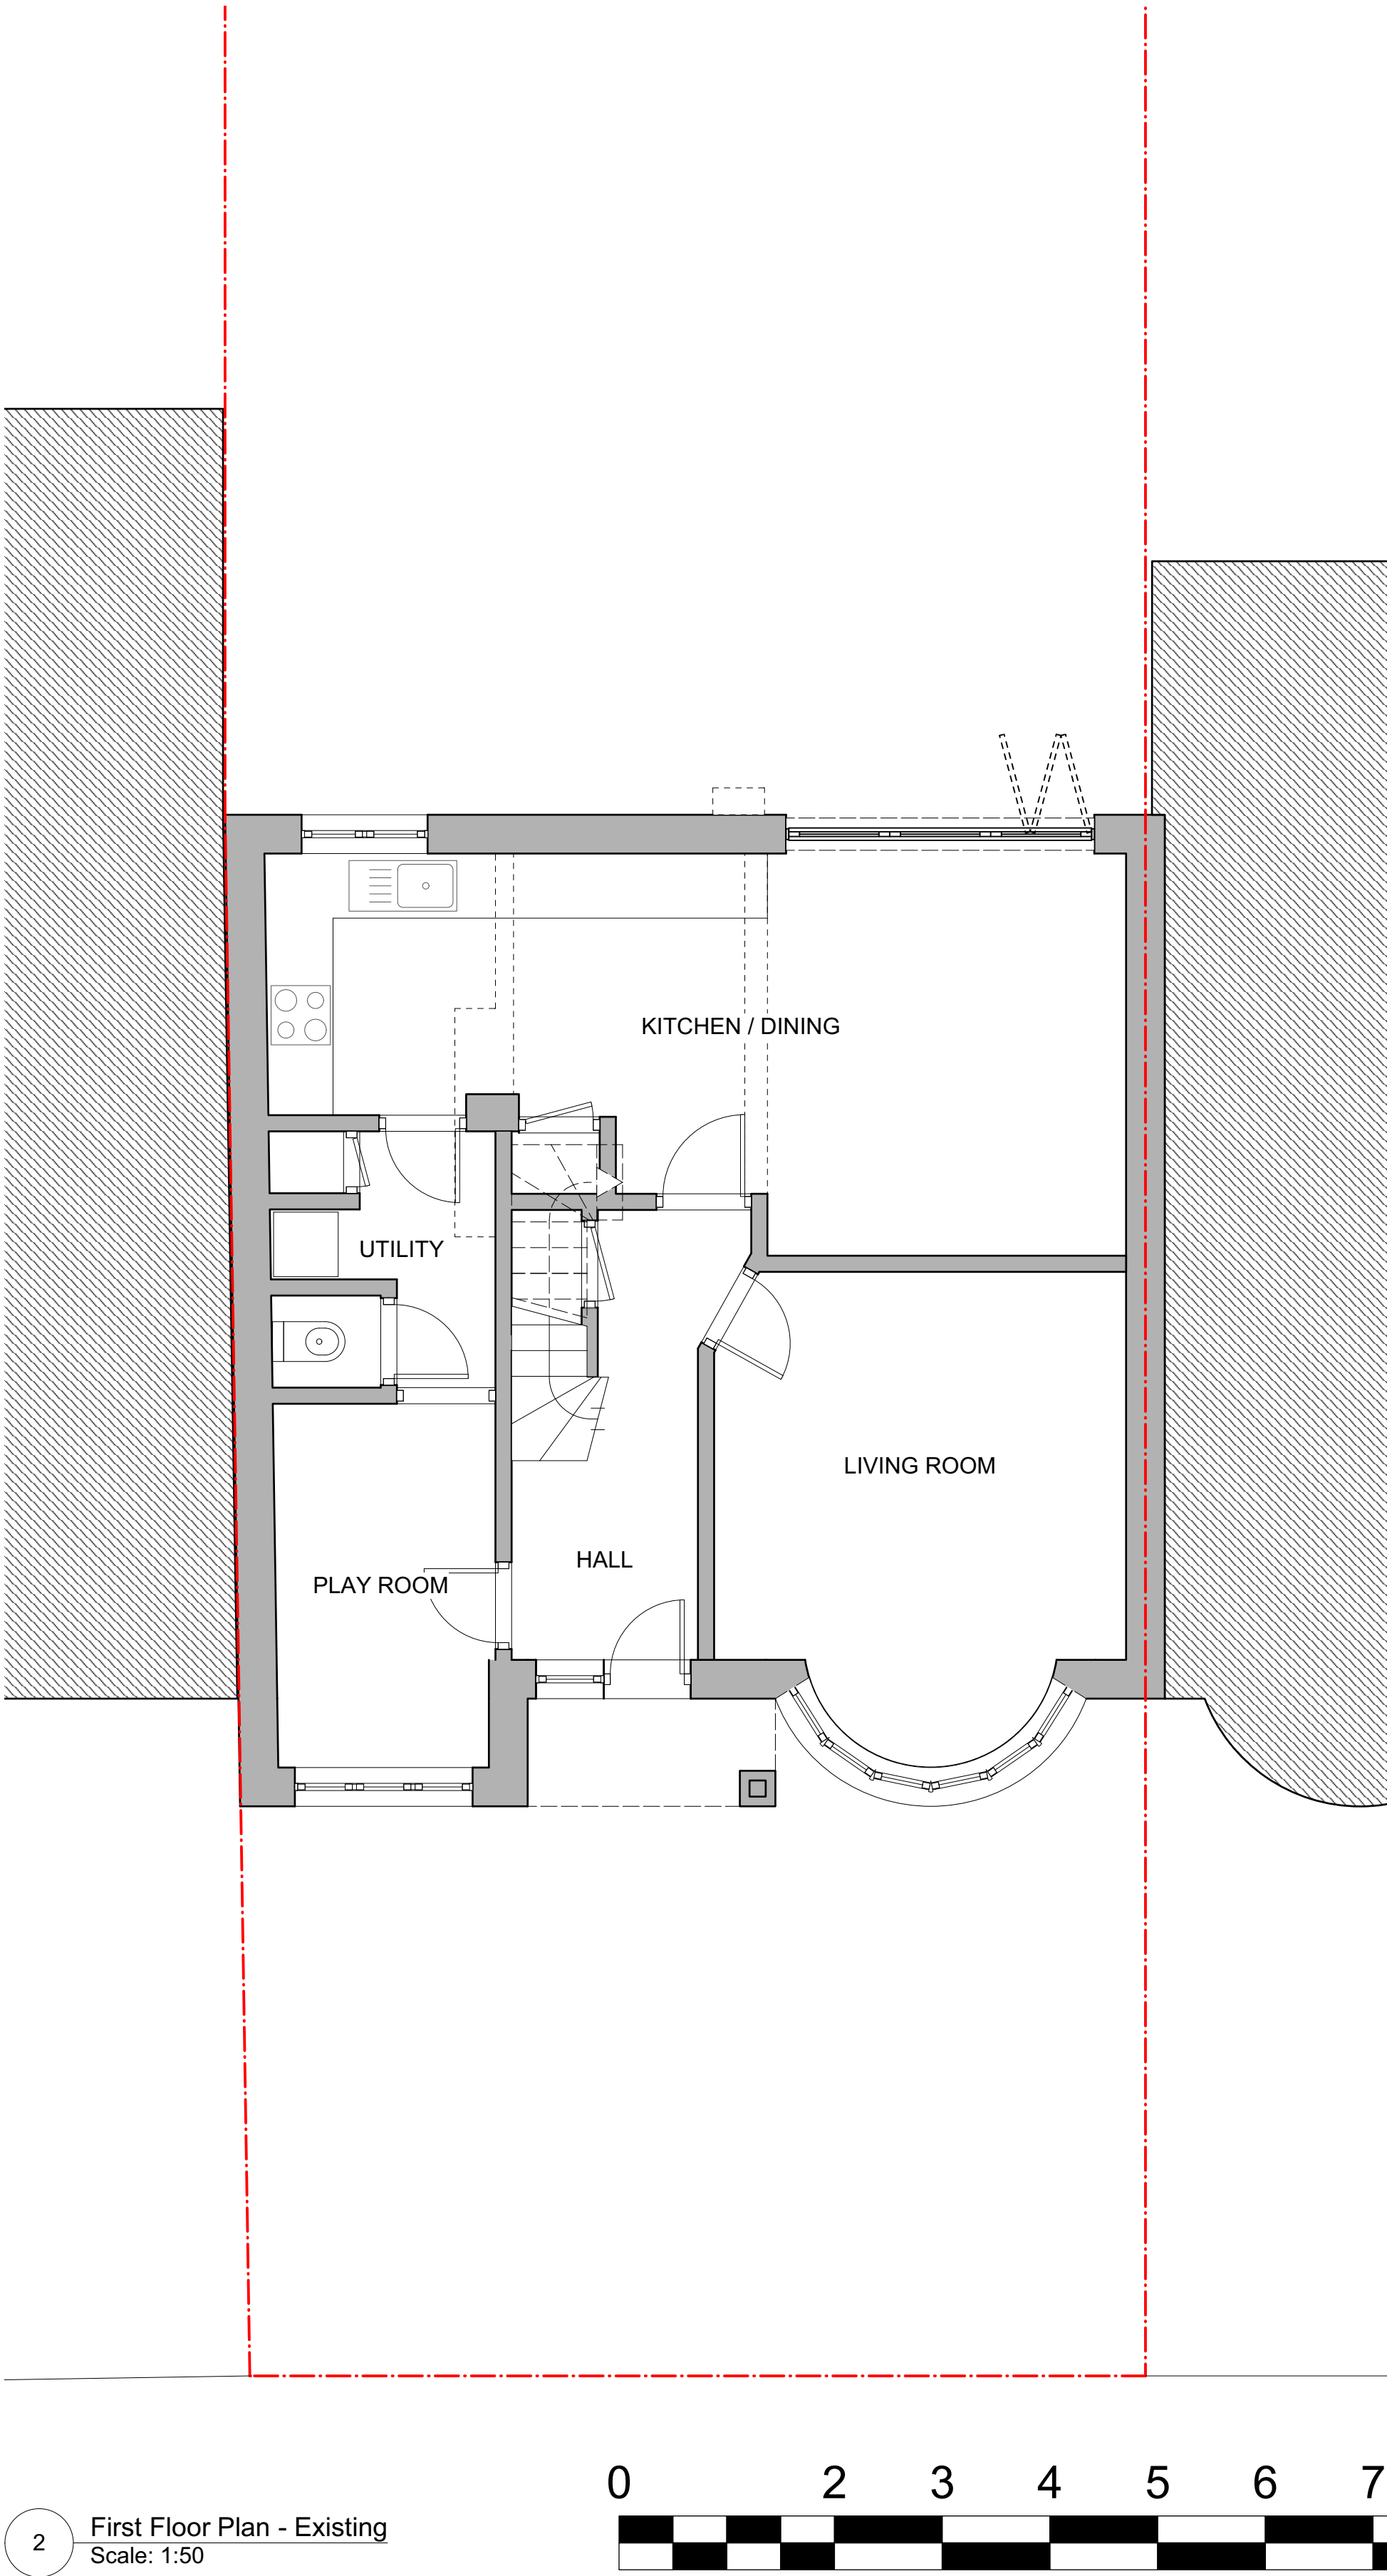 KITCHEN / DINING
UTILITY
LIVING ROOM
HALL
PLAY ROOM
0 2 3 4 5 6 7
2
First Floor Plan - Existing
Scale: 1:50